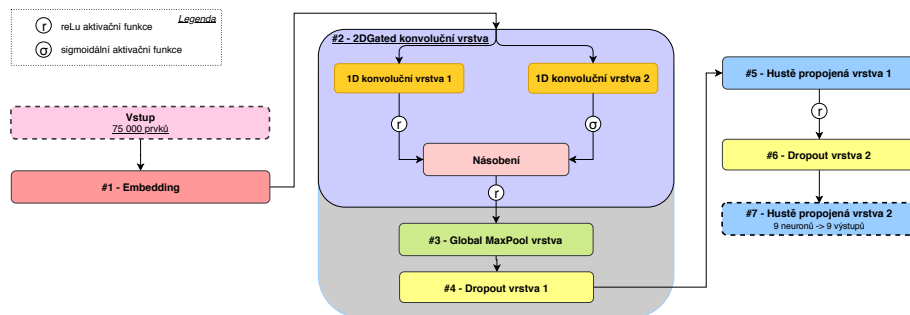 Legenda
r reLu aktivační funkce
σ sigmoidální aktivační funkce
Vstup
75 000 prvků
#1 - Embedding
#2 - 2DGated konvoluční vrstva
1D konvoluční vrstva 1
1D konvoluční vrstva 2
r
σ
Násobení
r
#3 - Global MaxPool vrstva
#4 - Dropout vrstva 1
#5 - Hustě propojená vrstva 1
r
#6 - Dropout vrstva 2
#7 - Hustě propojená vrstva 2
9 neuronů -> 9 výstupů